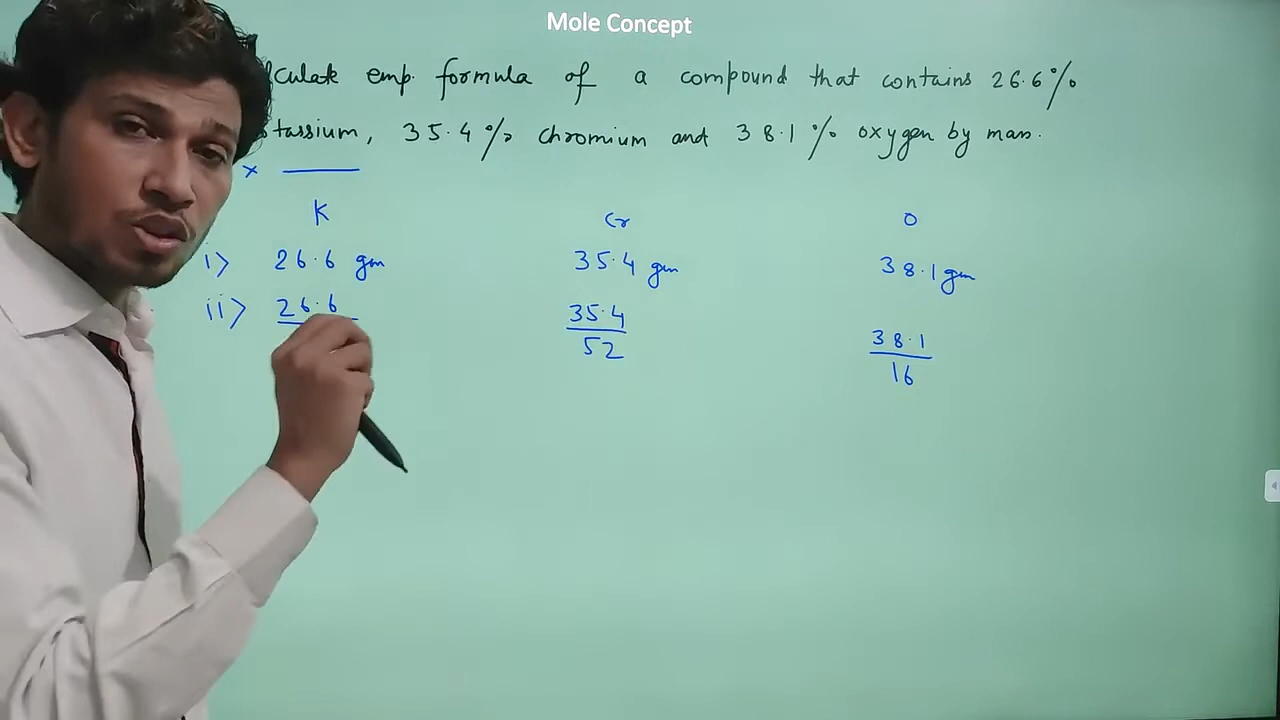 Mole Concept
emp. formula of a compound that contains 26.6%
35.4% chromium and 38.1% oxygen by mass.
×
K Cr O
i> 26.6 gm 35.4 gm 38.1 gm
ii> 26.6 35.4 38.1
52 16